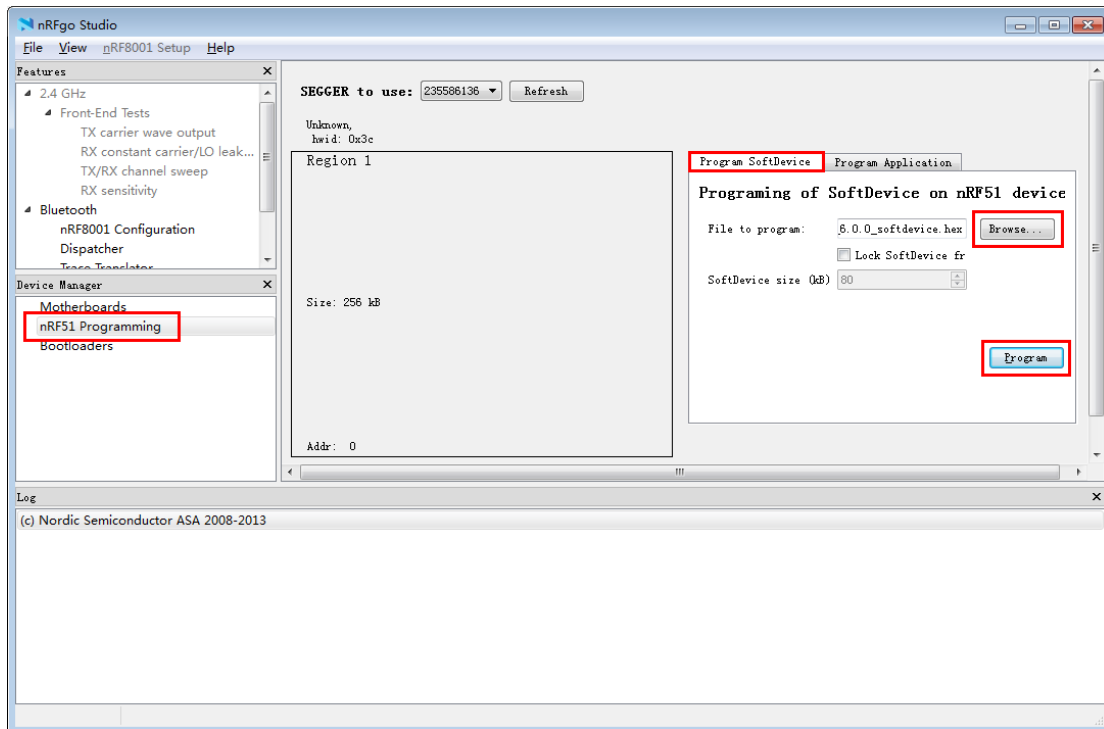 nRFgo Studio
File View nRF8001 Setup Help
Features
2.4 GHz
Front-End Tests
TX carrier wave output
RX constant carrier/LO leak...
TX/RX channel sweep
RX sensitivity
Bluetooth
nRF8001 Configuration
Dispatcher
Trace Translator
Device Manager
Motherboards
nRF51 Programming
Bootloaders
SEGGER to use: 235586136 Refresh
Unknown,
hwid: 0x3c
Region 1
Size: 256 kB
Addr: 0
Program SoftDevice Program Application
Programing of SoftDevice on nRF51 device
File to program: 6.0.0_softdevice.hex Browse...
Lock SoftDevice fr
SoftDevice size (kB) 80
Program
Log
(c) Nordic Semiconductor ASA 2008-2013